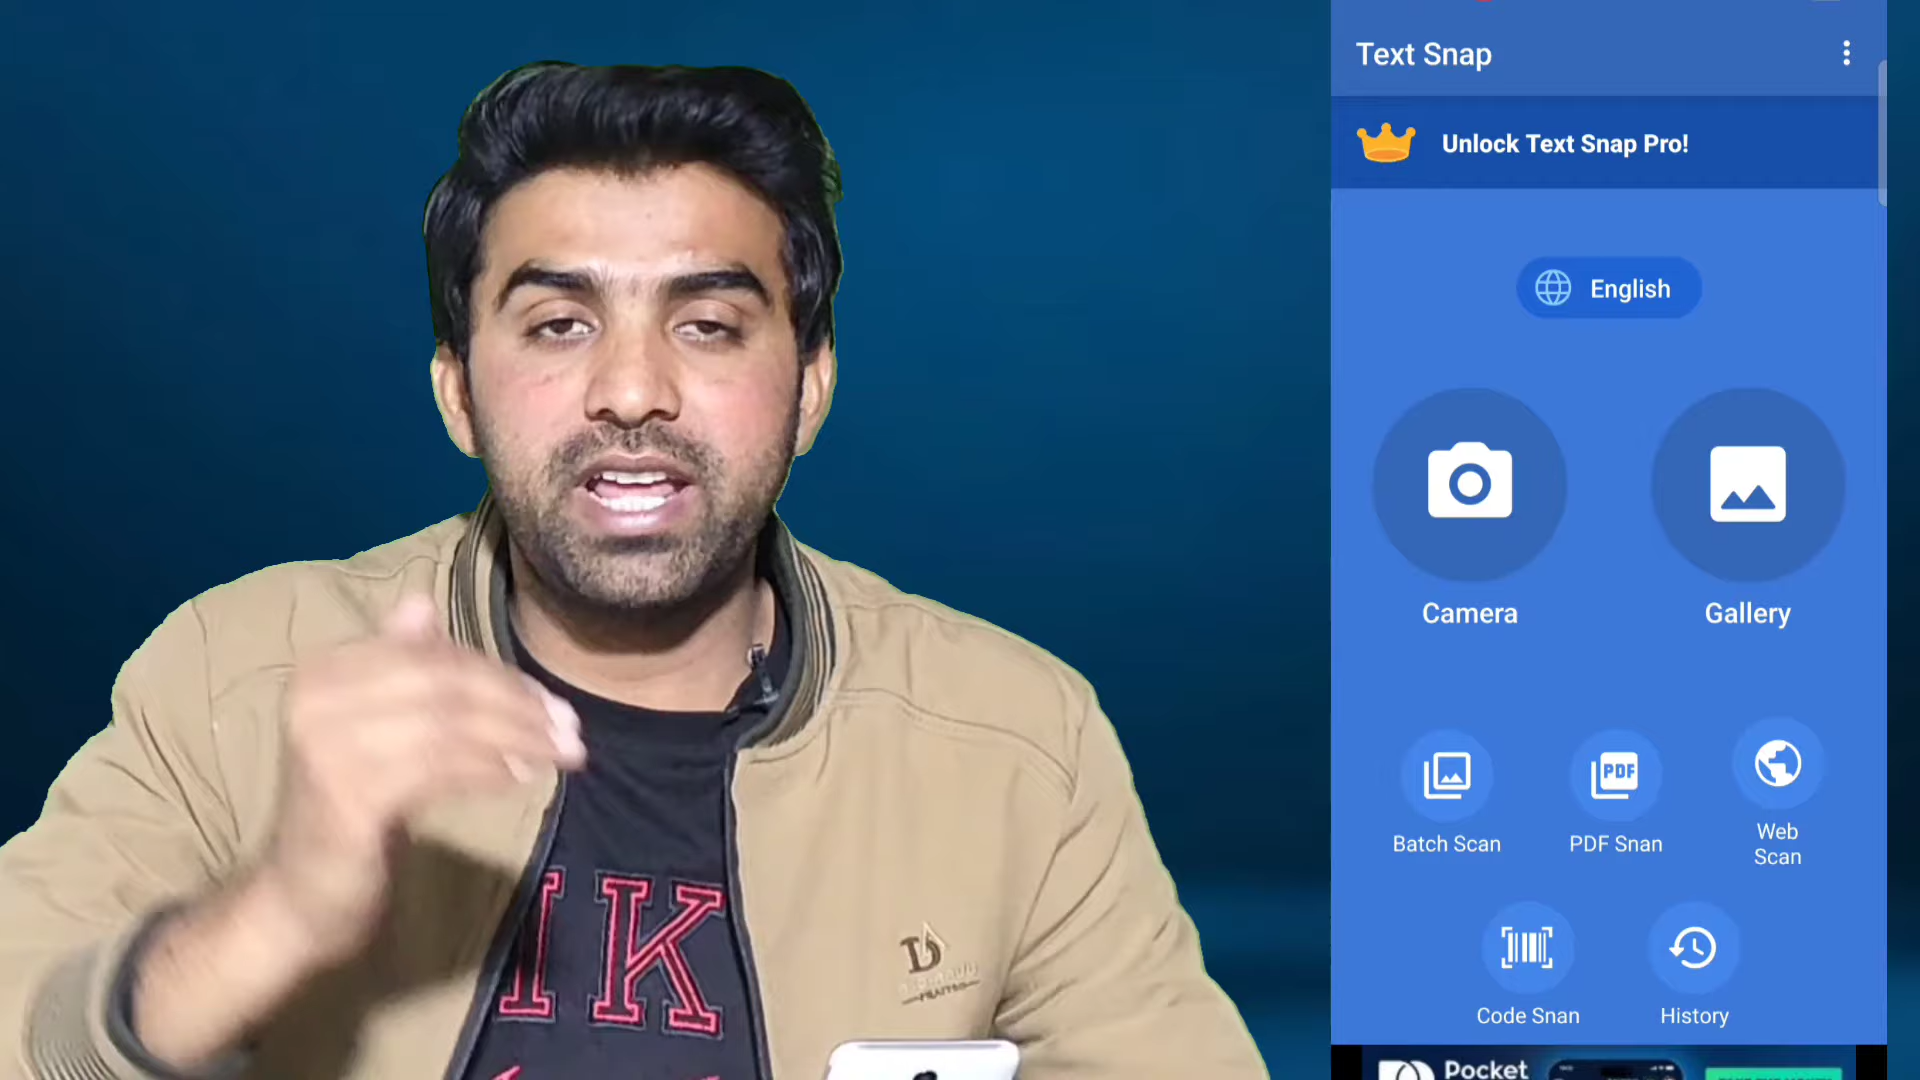 Text Snap
Unlock Text Snap Pro!
English
Camera
Gallery
Batch Scan
PDF Snan
Web
Scan
Code Snan
History
IK
D
PDF
Pocket